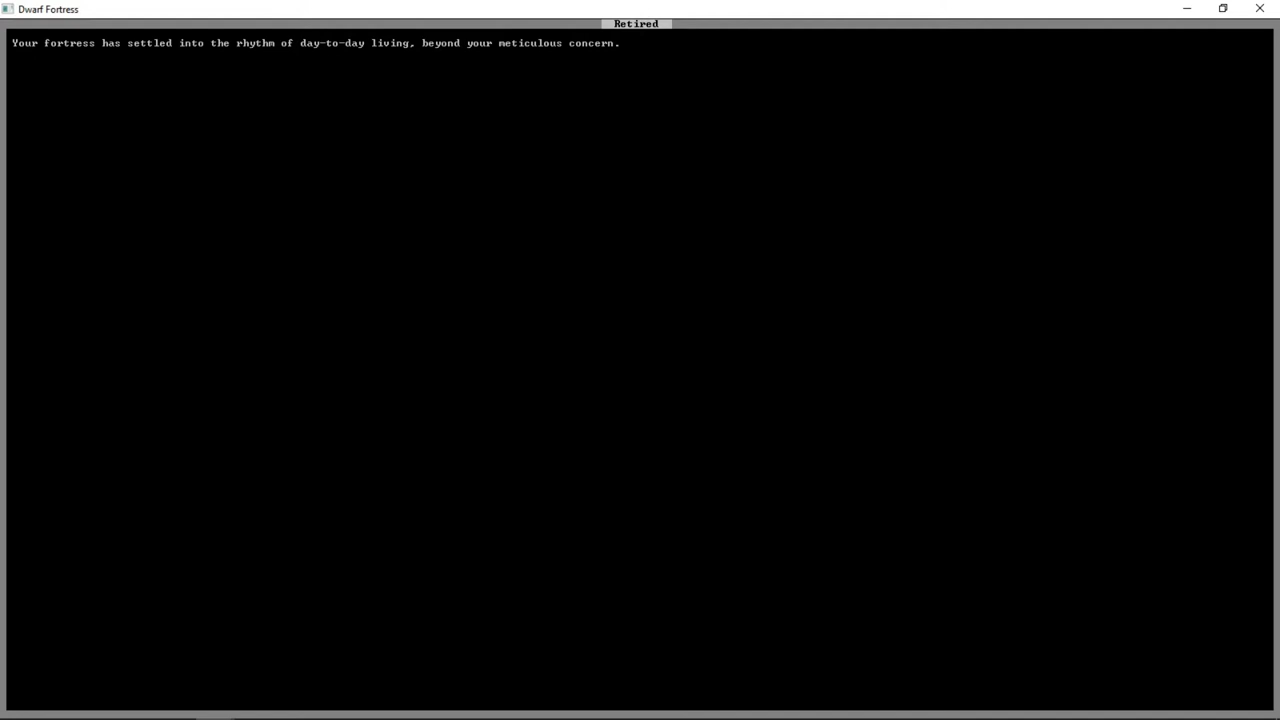 Dwarf Fortress
Retired
Your fortress has settled into the rhythm of day-to-day living, beyond your meticulous concern.